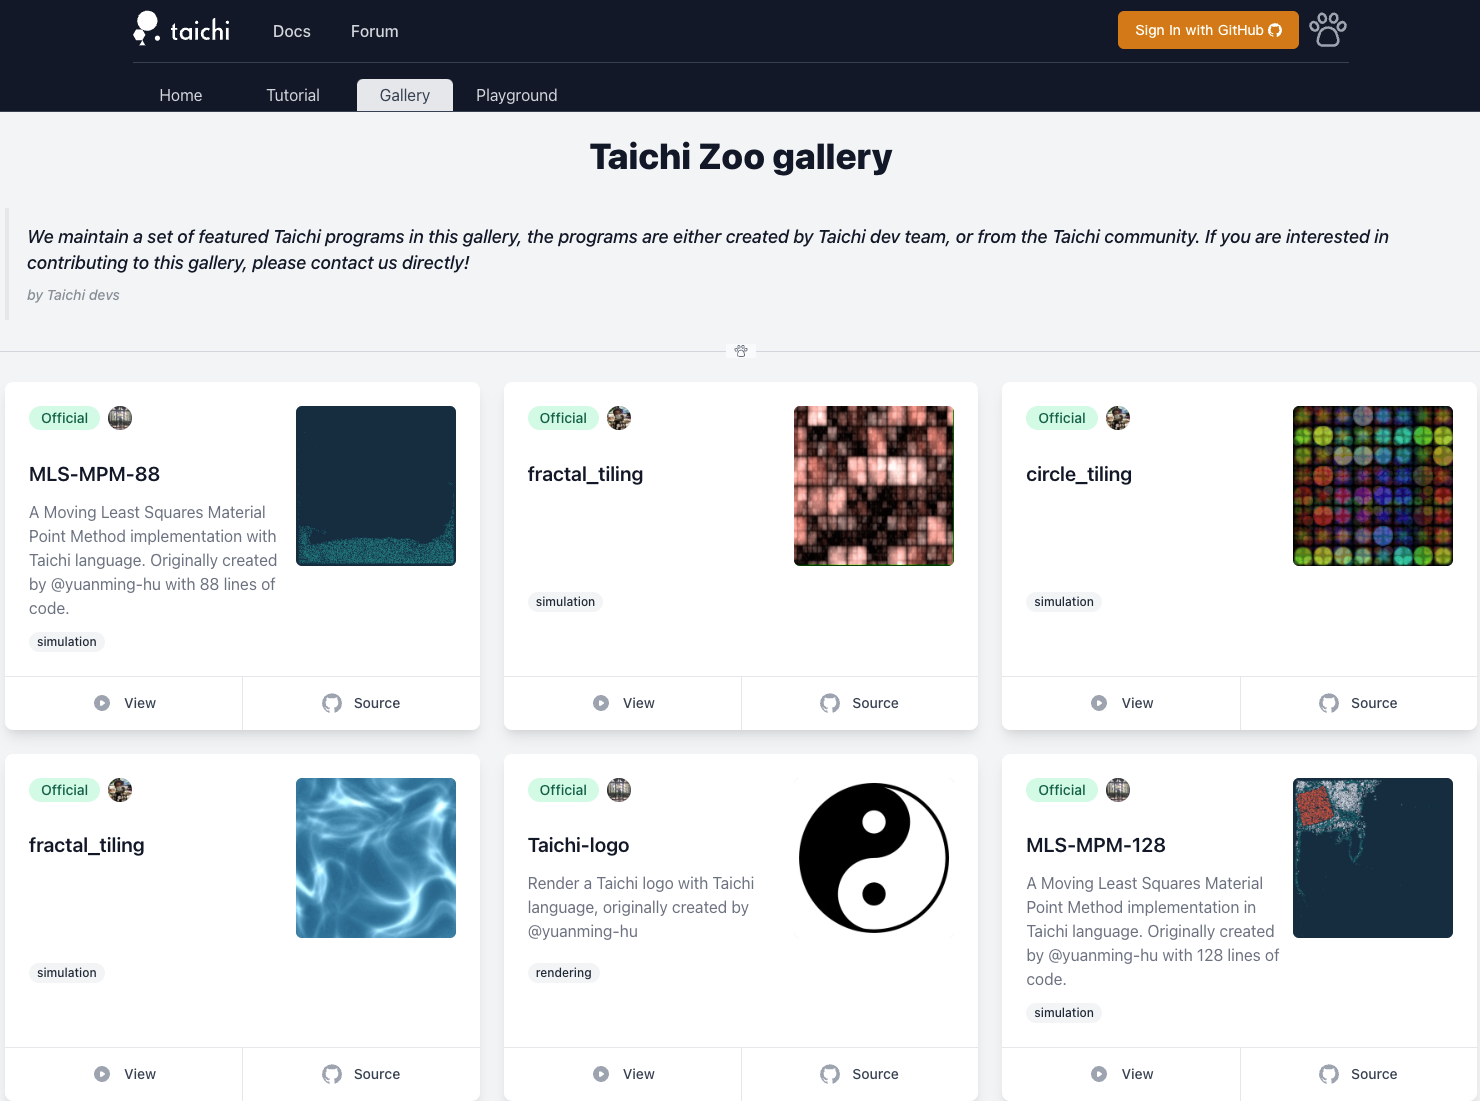 taichi
Docs
Forum
Sign In with GitHub
Home
Tutorial
Gallery
Playground
Taichi Zoo gallery
We maintain a set of featured Taichi programs in this gallery, the programs are either created by Taichi dev team, or from the Taichi community. If you are interested in
contributing to this gallery, please contact us directly!
by Taichi devs
Official
MLS-MPM-88
A Moving Least Squares Material
Point Method implementation with
Taichi language. Originally created
by @yuanming-hu with 88 lines of
code.
simulation
View
Source
Official
fractal_tiling
simulation
View
Source
Official
circle_tiling
simulation
View
Source
Official
fractal_tiling
simulation
View
Source
Official
Taichi-logo
Render a Taichi logo with Taichi
language, originally created by
@yuanming-hu
rendering
View
Source
Official
MLS-MPM-128
A Moving Least Squares Material
Point Method implementation in
Taichi language. Originally created
by @yuanming-hu with 128 lines of
code.
simulation
View
Source